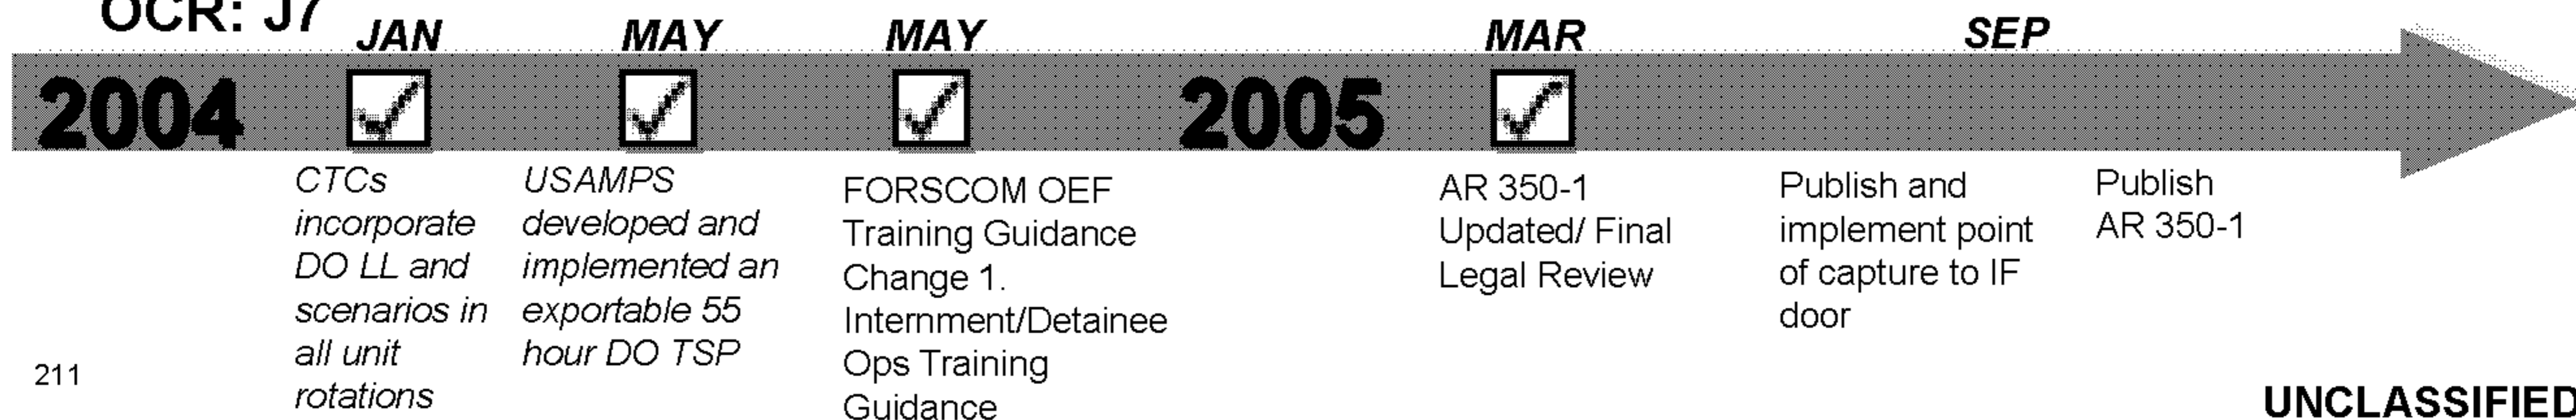 OCR: J7
JAN MAY MAY MAR SEP
2004 2005
CTCs
incorporate
DO LL and
scenarios in
all unit
rotations
USAMPS
developed and
implemented an
exportable 55
hour DO TSP
FORSCOM OEF
Training Guidance
Change 1.
Internment/Detainee
Ops Training
Guidance
AR 350-1
Updated/ Final
Legal Review
Publish and
implement point
of capture to IF
door
Publish
AR 350-1
211
UNCLASSIFIED